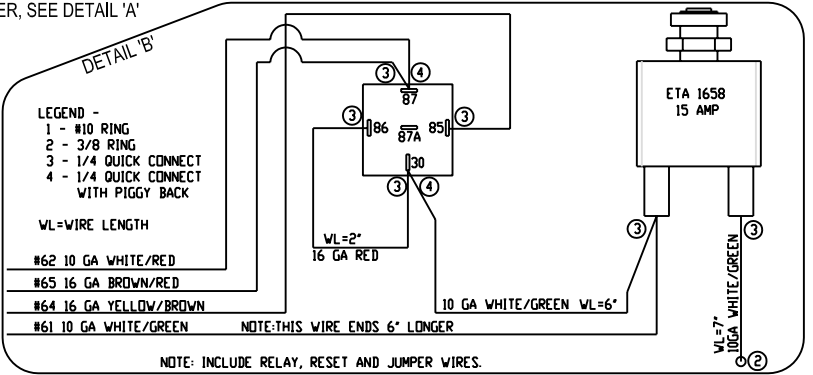 ER, SEE DETAIL 'A'
DETAIL 'B'
LEGEND -
1 - #10 RING
2 - 3/8 RING
3 - 1/4 QUICK CONNECT
4 - 1/4 QUICK CONNECT
WITH PIGGY BACK
WL=WIRE LENGTH
3 4
87
3 86 87A 85 3
30
3 4
ETA 1658
15 AMP
3 3
WL=2"
16 GA RED
#62 10 GA WHITE/RED
#65 16 GA BROWN/RED
#64 16 GA YELLOW/BROWN
10 GA WHITE/GREEN WL=6"
#61 10 GA WHITE/GREEN NOTE:THIS WIRE ENDS 6" LONGER
WL=7"
10GA WHITE/GREEN
2
NOTE: INCLUDE RELAY, RESET AND JUMPER WIRES.